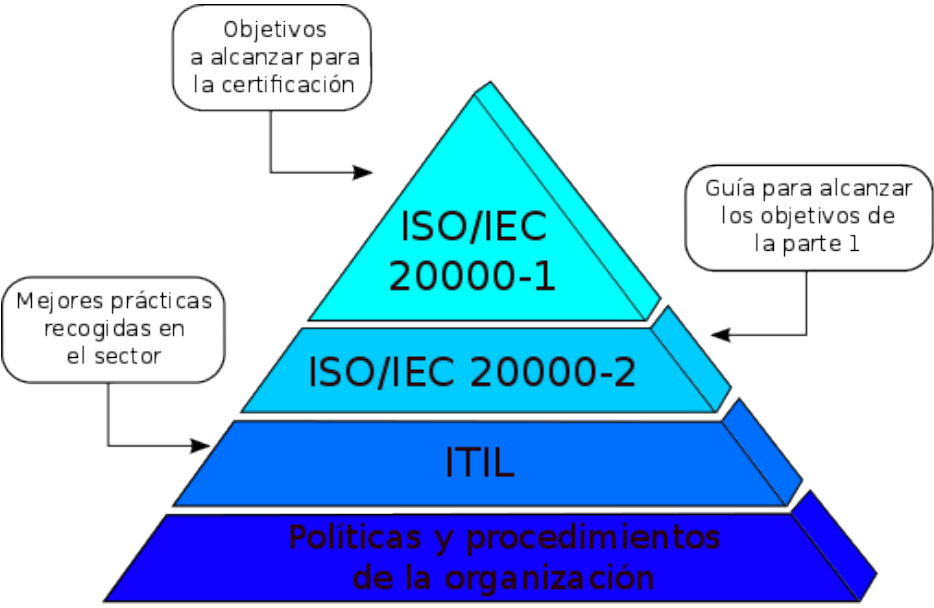 Objetivos
a alcanzar para
la certificación
ISO/IEC
20000-1
Guía para alcanzar
los objetivos de
la parte 1
Mejores prácticas
recogidas en
el sector
ISO/IEC 20000-2
ITIL
Políticas y procedimientos
de la organización